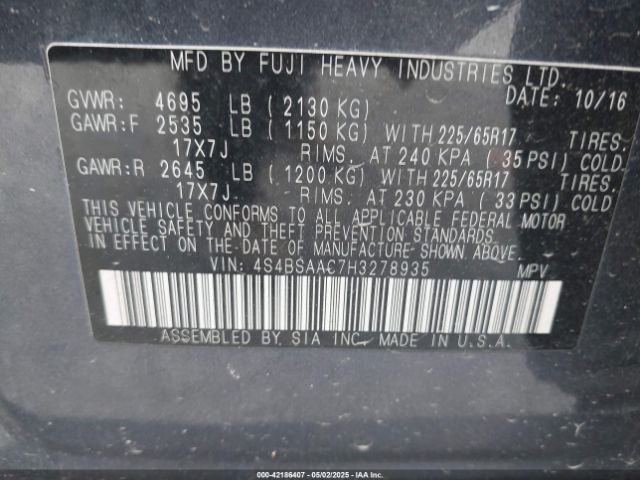 MFD BY FUJI HEAVY INDUSTRIES LTD.
DATE: 10/16
GVWR: 4695 LB (2130 KG)
GAWR:F 2535 LB (1150 KG) WITH 225/65R17 TIRES.
17X7J RIMS. AT 240 KPA (35 PSI) COLD
GAWR:R 2645 LB (1200 KG) WITH 225/65R17 TIRES.
17X7J RIMS. AT 230 KPA (33 PSI) COLD
THIS VEHICLE CONFORMS TO ALL APPLICABLE FEDERAL MOTOR
VEHICLE SAFETY AND THEFT PREVENTION STANDARDS
IN EFFECT ON THE DATE OF MANUFACTURE SHOWN ABOVE.
VIN: 4S4BSAAC7H3278935 MPV
ASSEMBLED BY SIA INC. MADE IN U.S.A.
000-42186407 - 05/02/2025 - IAAI.COM